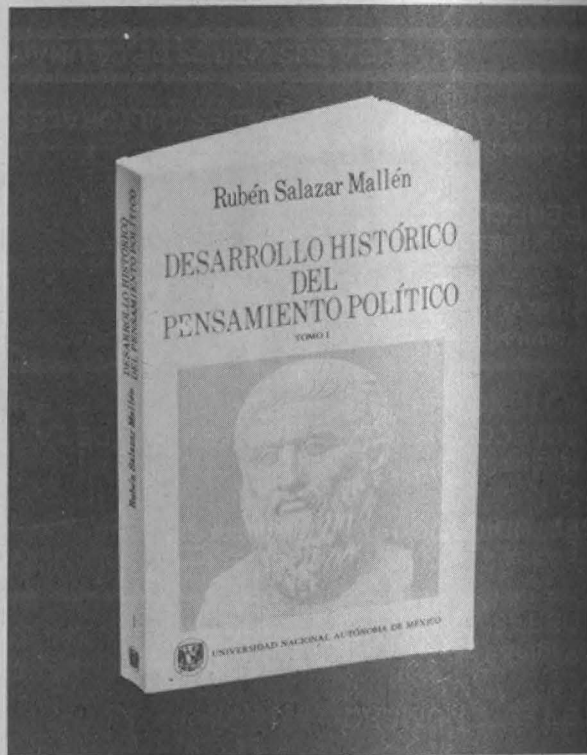 Rubén Salazar Mallén
DESARROLLO HISTÓRICO
DEL
PENSAMIENTO POLÍTICO
TOMO I
UNIVERSIDAD NACIONAL AUTÓNOMA DE MÉXICO
Rubén Salazar Mallén
DESARROLLO HISTÓRICO
DEL PENSAMIENTO POLÍTICO